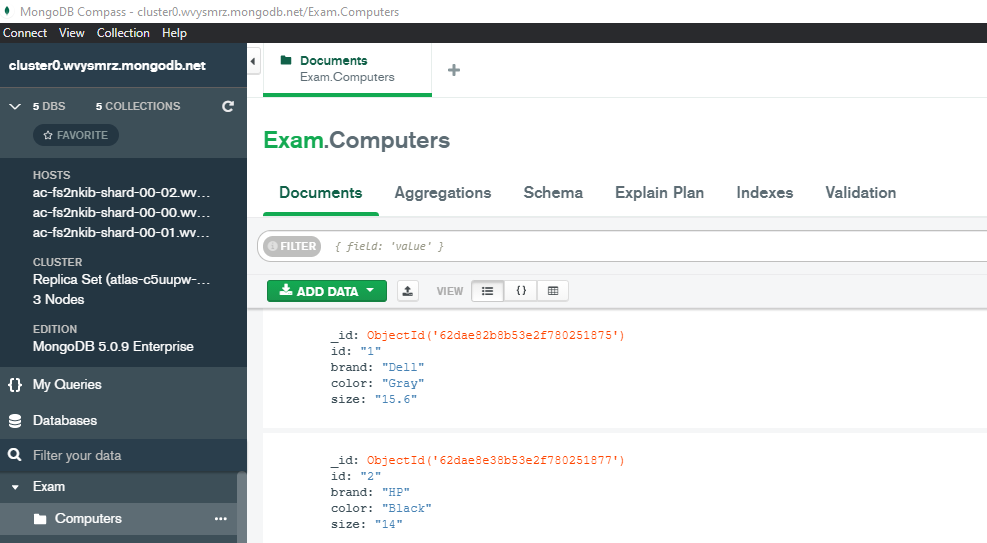 MongoDB Compass - cluster0.wvysmrz.mongodb.net/Exam.Computers
Connect View Collection Help
cluster0.wvysmrz.mongodb.net
5 DBS 5 COLLECTIONS
FAVORITE
HOSTS
ac-fs2nkib-shard-00-02.wv...
ac-fs2nkib-shard-00-00.wv...
ac-fs2nkib-shard-00-01.wv...
CLUSTER
Replica Set (atlas-c5uupw-...
3 Nodes
EDITION
MongoDB 5.0.9 Enterprise
{} My Queries
Databases
Filter your data
Exam
Computers ...
Documents
Exam.Computers
+
Exam.Computers
Documents Aggregations Schema Explain Plan Indexes Validation
FILTER { field: 'value' }
ADD DATA VIEW {}
_id: ObjectId('62dae82b8b53e2f780251875')
id: "1"
brand: "Dell"
color: "Gray"
size: "15.6"
_id: ObjectId('62dae8e38b53e2f780251877')
id: "2"
brand: "HP"
color: "Black"
size: "14"